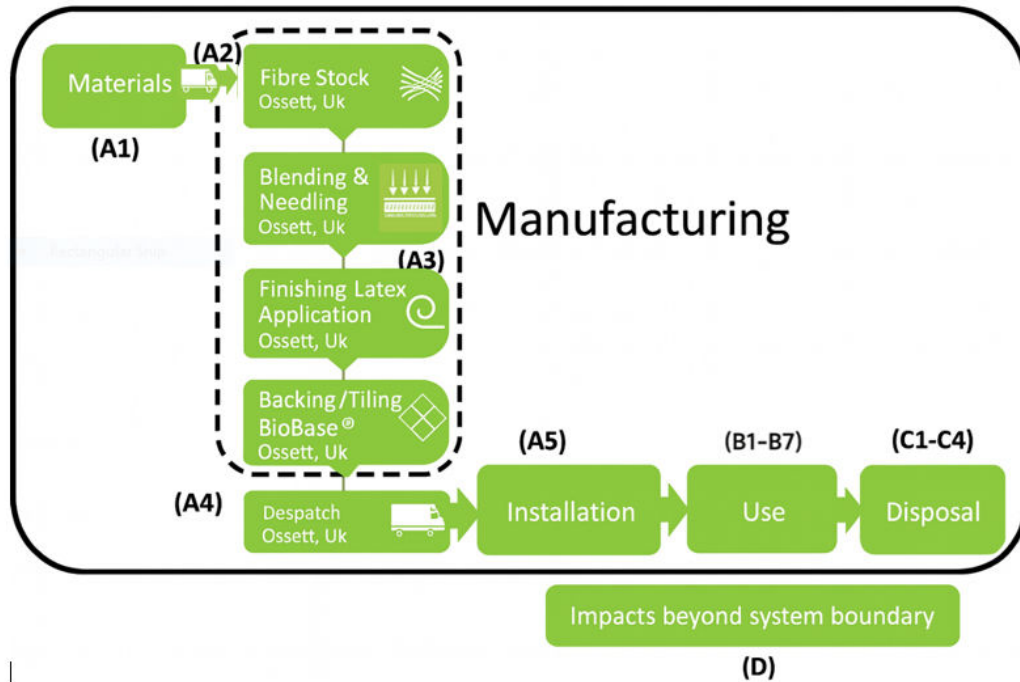 (A2)
Materials
(A1)
Fibre Stock
Ossett, Uk
Blending &
Needling
Ossett, Uk
Manufacturing
(A3)
Finishing Latex
Application
Ossett, Uk
Backing/Tiling
BioBase®
Ossett, Uk
(A4)
Despatch
Ossett, Uk
(A5)
Installation
(B1-B7)
Use
(C1-C4)
Disposal
Impacts beyond system boundary
(D)